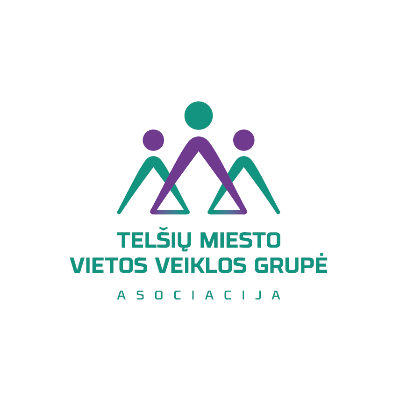 TELŠIŲ MIESTO
VIETOS VEIKLOS GRUPĖ
ASOCIACIJA